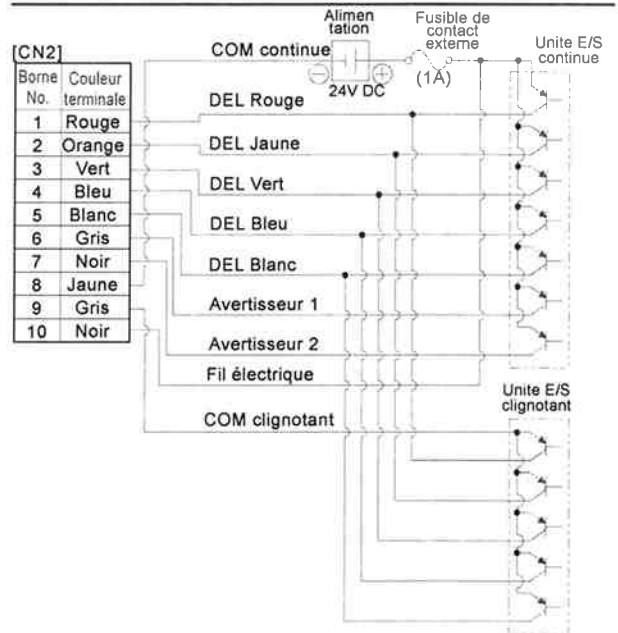 Alimen
tation
Fusible de
contact
externe
(1A)
Unite E/S
continue
24V DC
[CN2]
Borne No. Couleur terminale
1 Rouge
2 Orange
3 Vert
4 Bleu
5 Blanc
6 Gris
7 Noir
8 Jaune
9 Gris
10 Noir
COM continue
DEL Rouge
DEL Jaune
DEL Vert
DEL Bleu
DEL Blanc
Avertisseur 1
Avertisseur 2
Fil électrique
COM clignotant
Unite E/S
clignotant